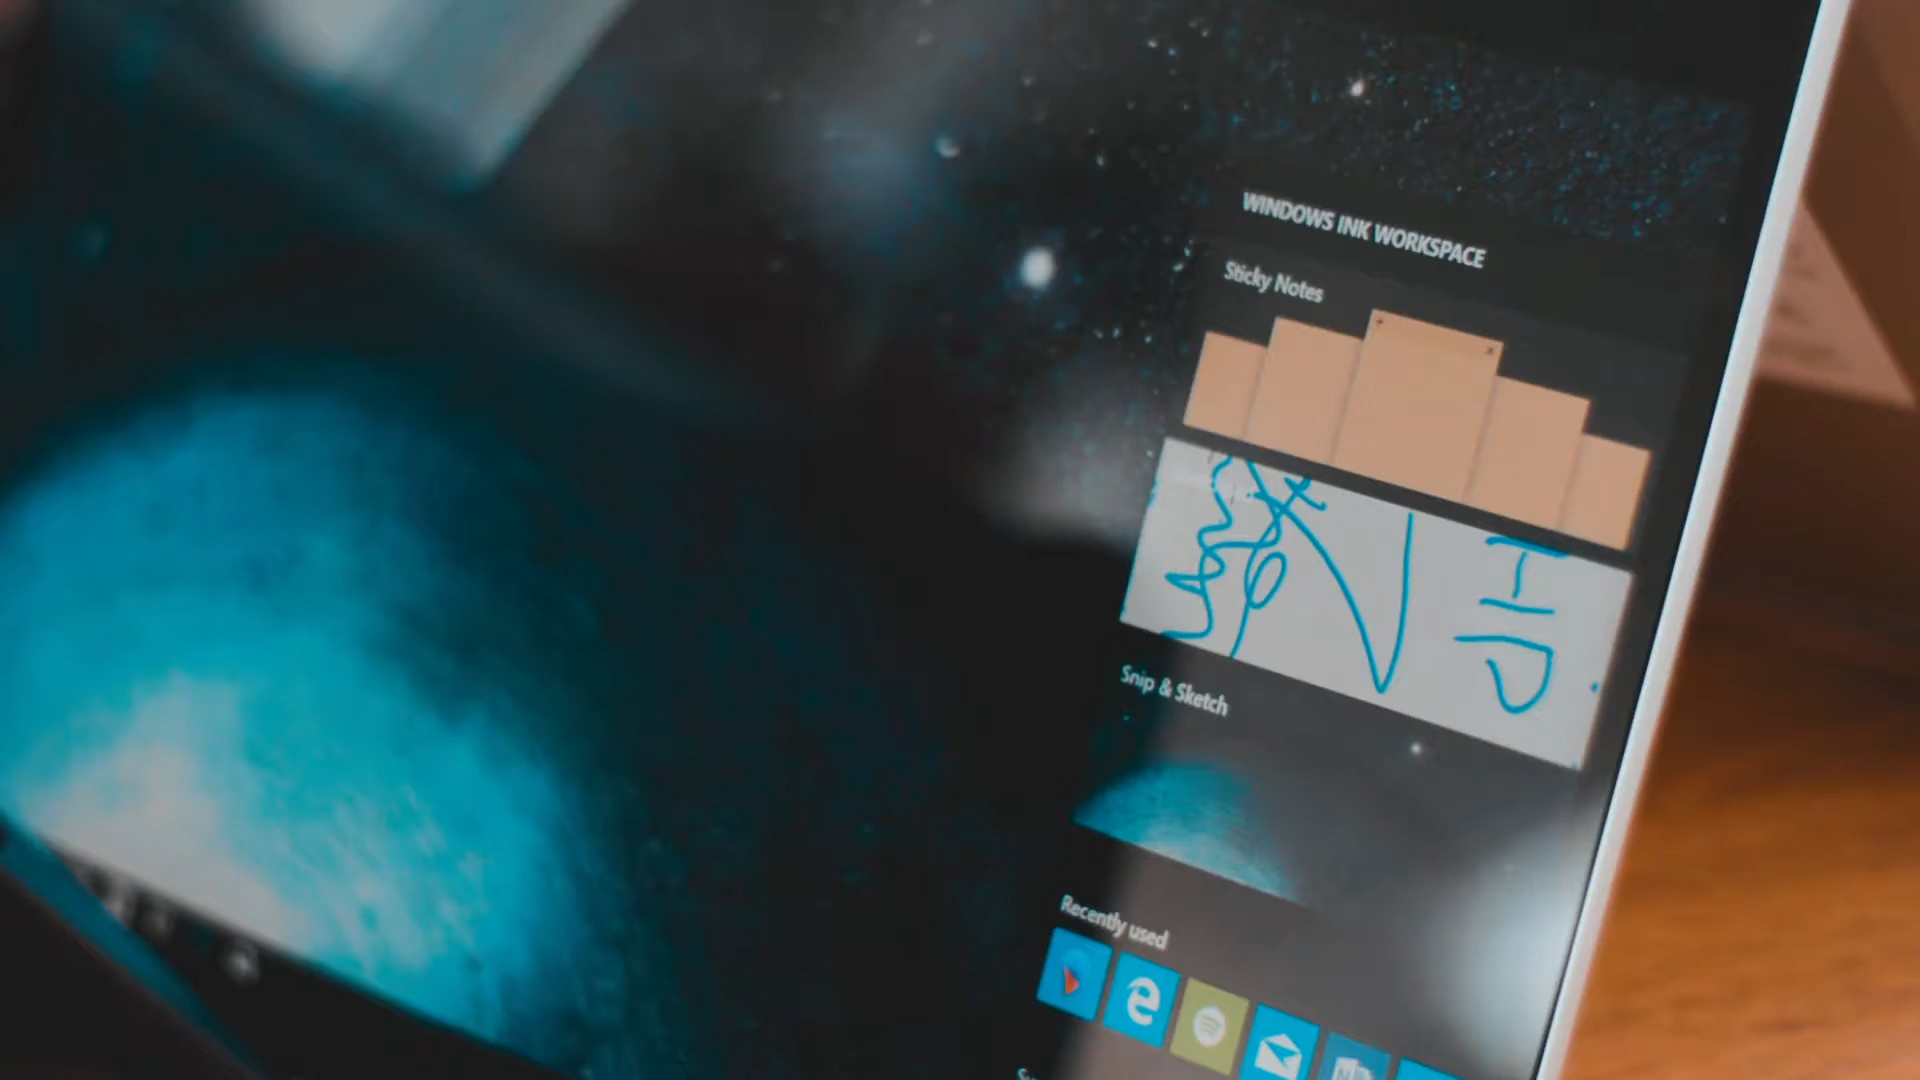 WINDOWS INK WORKSPACE
Sticky Notes
Snip & Sketch
Recently used